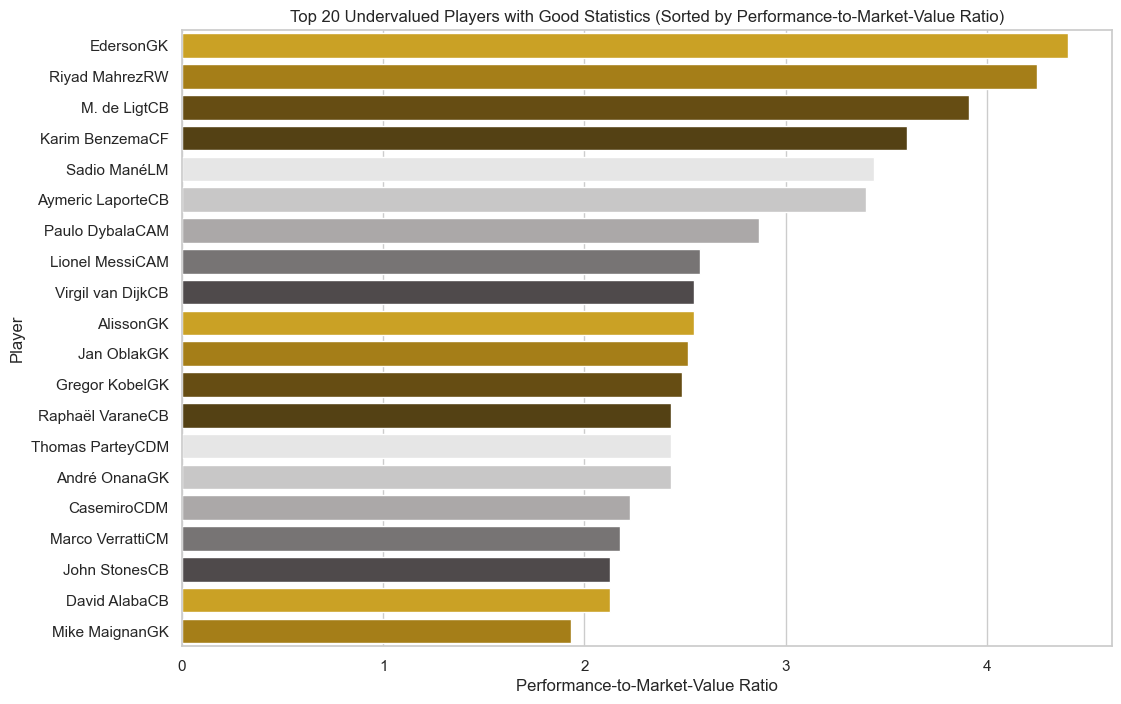 Top 20 Undervalued Players with Good Statistics (Sorted by Performance-to-Market-Value Ratio)
Player
EdersonGK
Riyad MahrezRW
M. de LigtCB
Karim BenzemaCF
Sadio ManéLM
Aymeric LaporteCB
Paulo DybalaCAM
Lionel MessiCAM
Virgil van DijkCB
AlissonGK
Jan OblakGK
Gregor KobelGK
Raphaël VaraneCB
Thomas ParteyCDM
André OnanaGK
CasemiroCDM
Marco VerrattiCM
John StonesCB
David AlabaCB
Mike MaignanGK
0 1 2 3 4
Performance-to-Market-Value Ratio